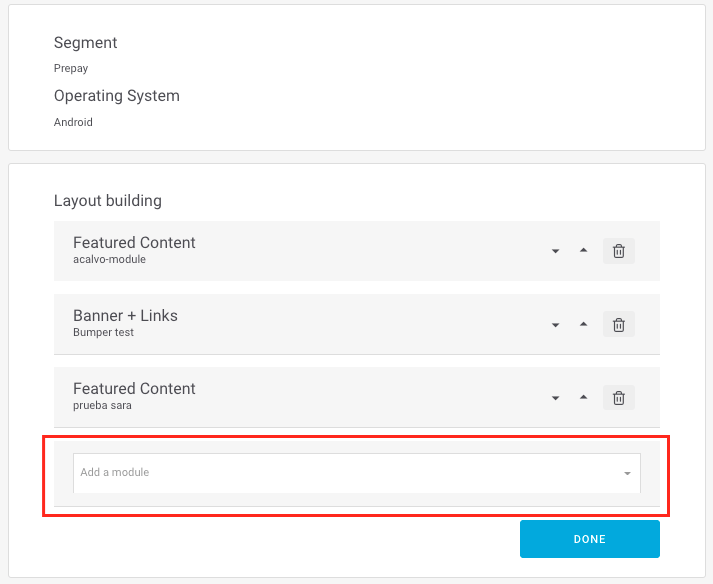 Segment
Prepay
Operating System
Android
Layout building
Featured Content
acalvo-module
Banner + Links
Bumper test
Featured Content
prueba sara
Add a module
DONE